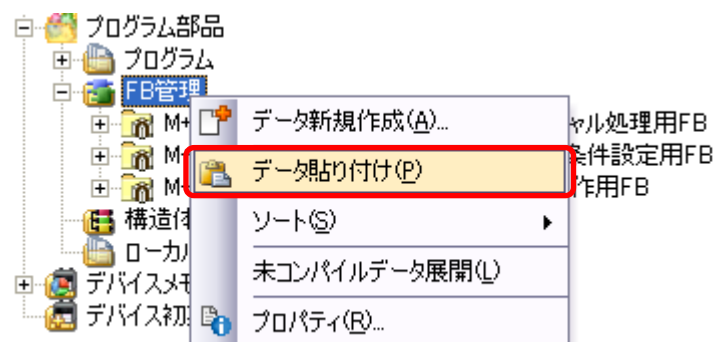 プログラム部品
プログラム
FB管理
M+ データ新規作成(A)... ャル処理用FB
M+ データ貼り付け(P) 条件設定用FB
M+ 作用FB
構造体 ソート(S)
ローカル
デバイスメモ 未コンパイルデータ展開(L)
デバイス初 プロパティ(R)...